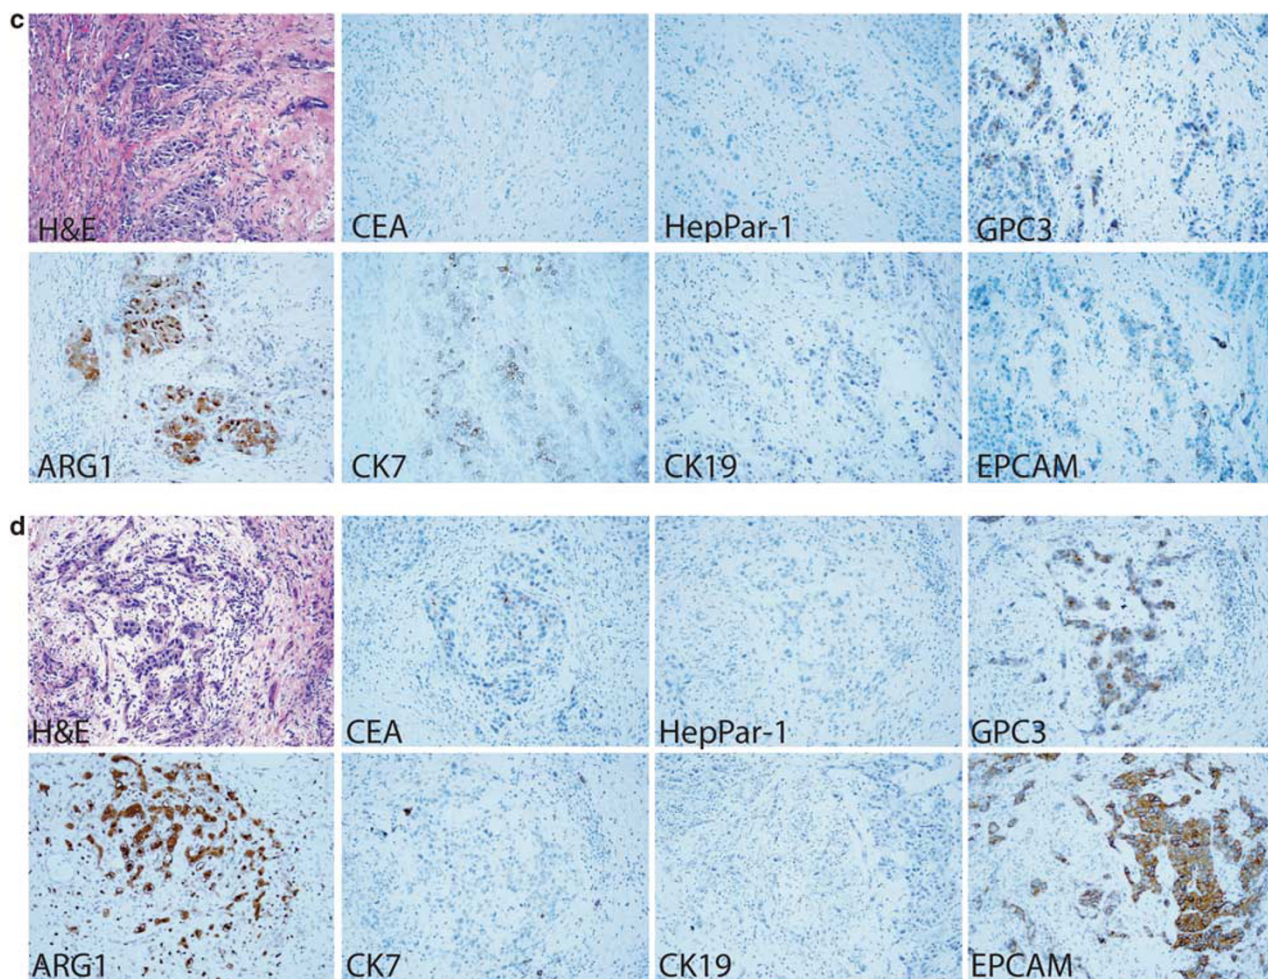 c
H&E
CEA
HepPar-1
GPC3
ARG1
CK7
CK19
EPCAM
d
H&E
CEA
HepPar-1
GPC3
ARG1
CK7
CK19
EPCAM